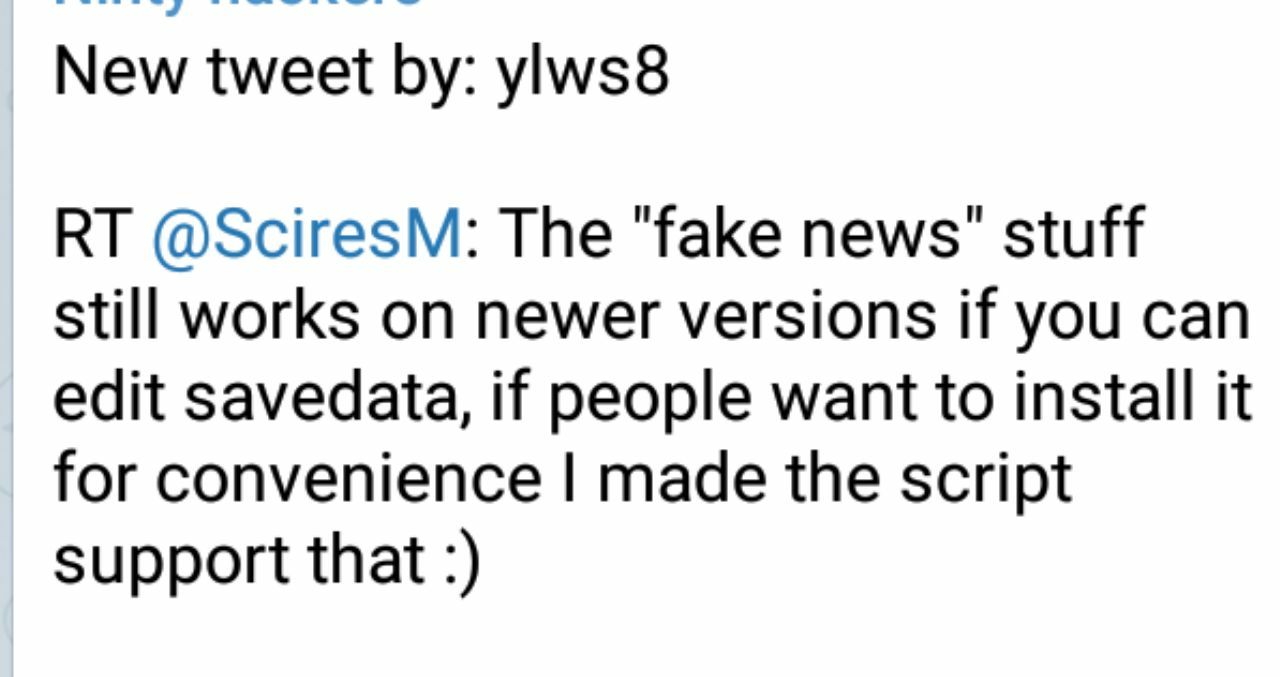 New tweet by: ylws8
RT @SciresM: The "fake news" stuff
still works on newer versions if you can
edit savedata, if people want to install it
for convenience I made the script
support that :)